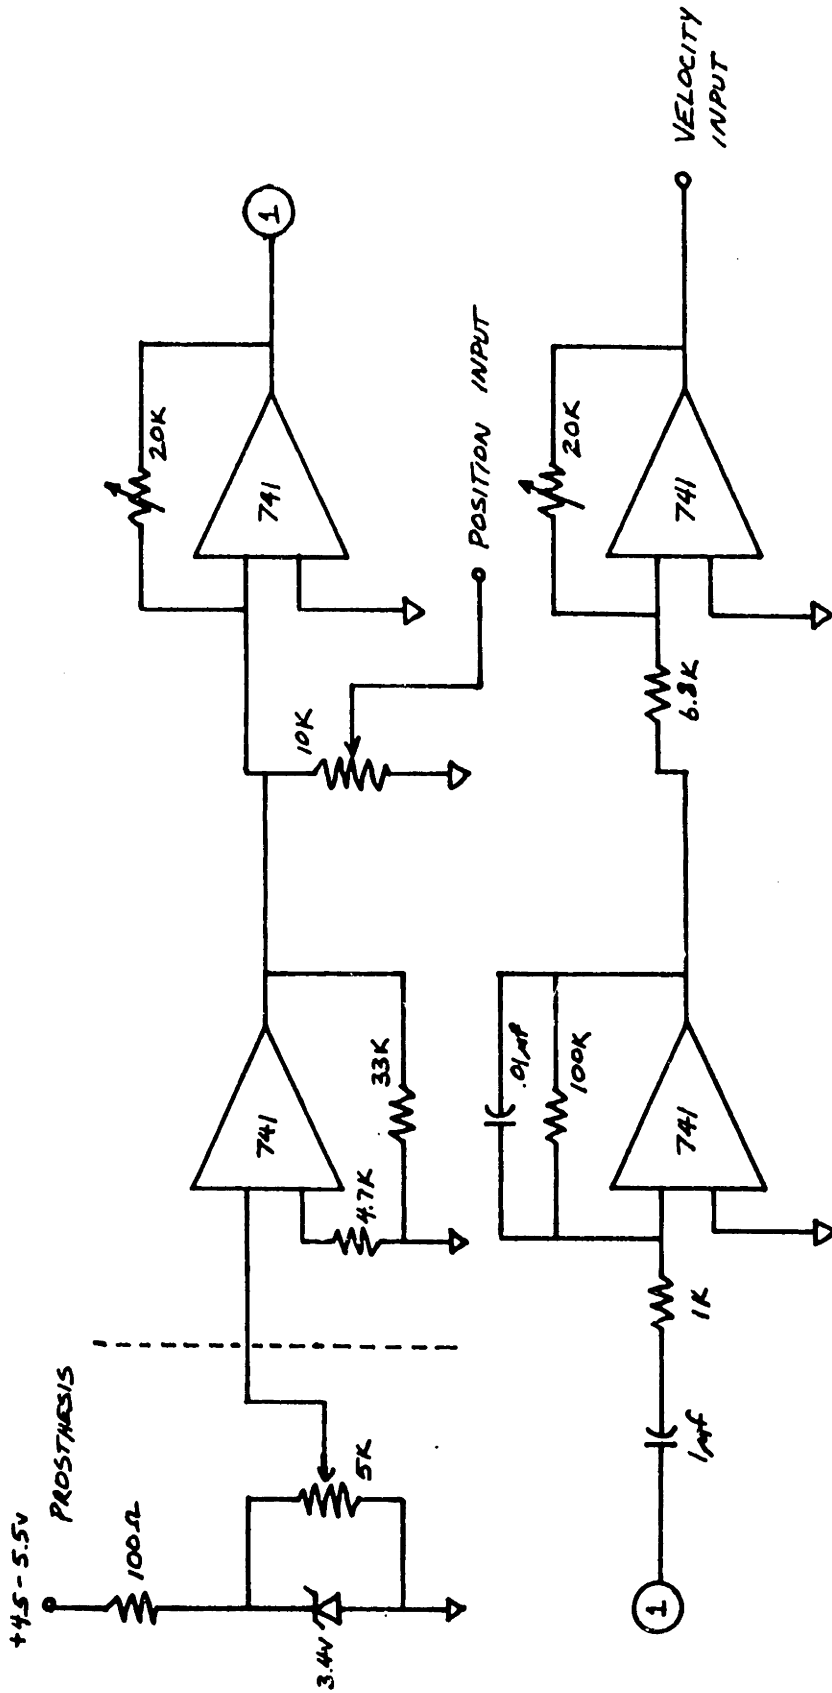 +4.5 - 5.5v
PROSTHESIS
100Ω
3.4v
5K
741
4.7K
33K
10K
POSITION INPUT
20K
741
1
1
1µf
1K
.01µf
100K
741
6.8K
20K
741
VELOCITY
INPUT